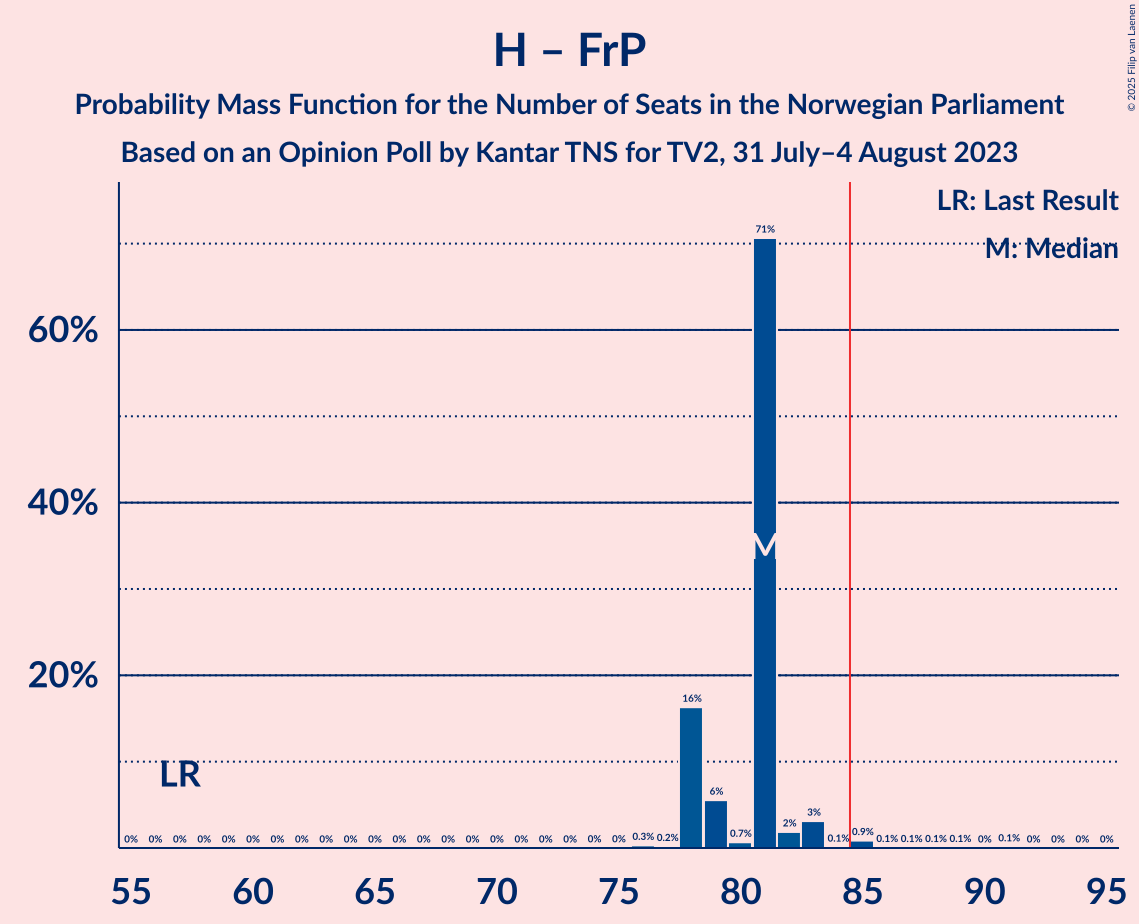 H – FrP
Probability Mass Function for the Number of Seats in the Norwegian Parliament
Based on an Opinion Poll by Kantar TNS for TV2, 31 July–4 August 2023
© 2025 Filip van Laenen
LR: Last Result
M: Median
60%
40%
20%
71%
M
16%
6%
0.7%
2%
3%
LR
0% 0% 0% 0% 0% 0% 0% 0% 0% 0% 0% 0% 0% 0% 0% 0% 0% 0% 0% 0% 0% 0.3% 0.2% 0.1% 0.9% 0.1% 0.1% 0.1% 0.1% 0% 0.1% 0% 0% 0% 0%
55 60 65 70 75 80 85 90 95